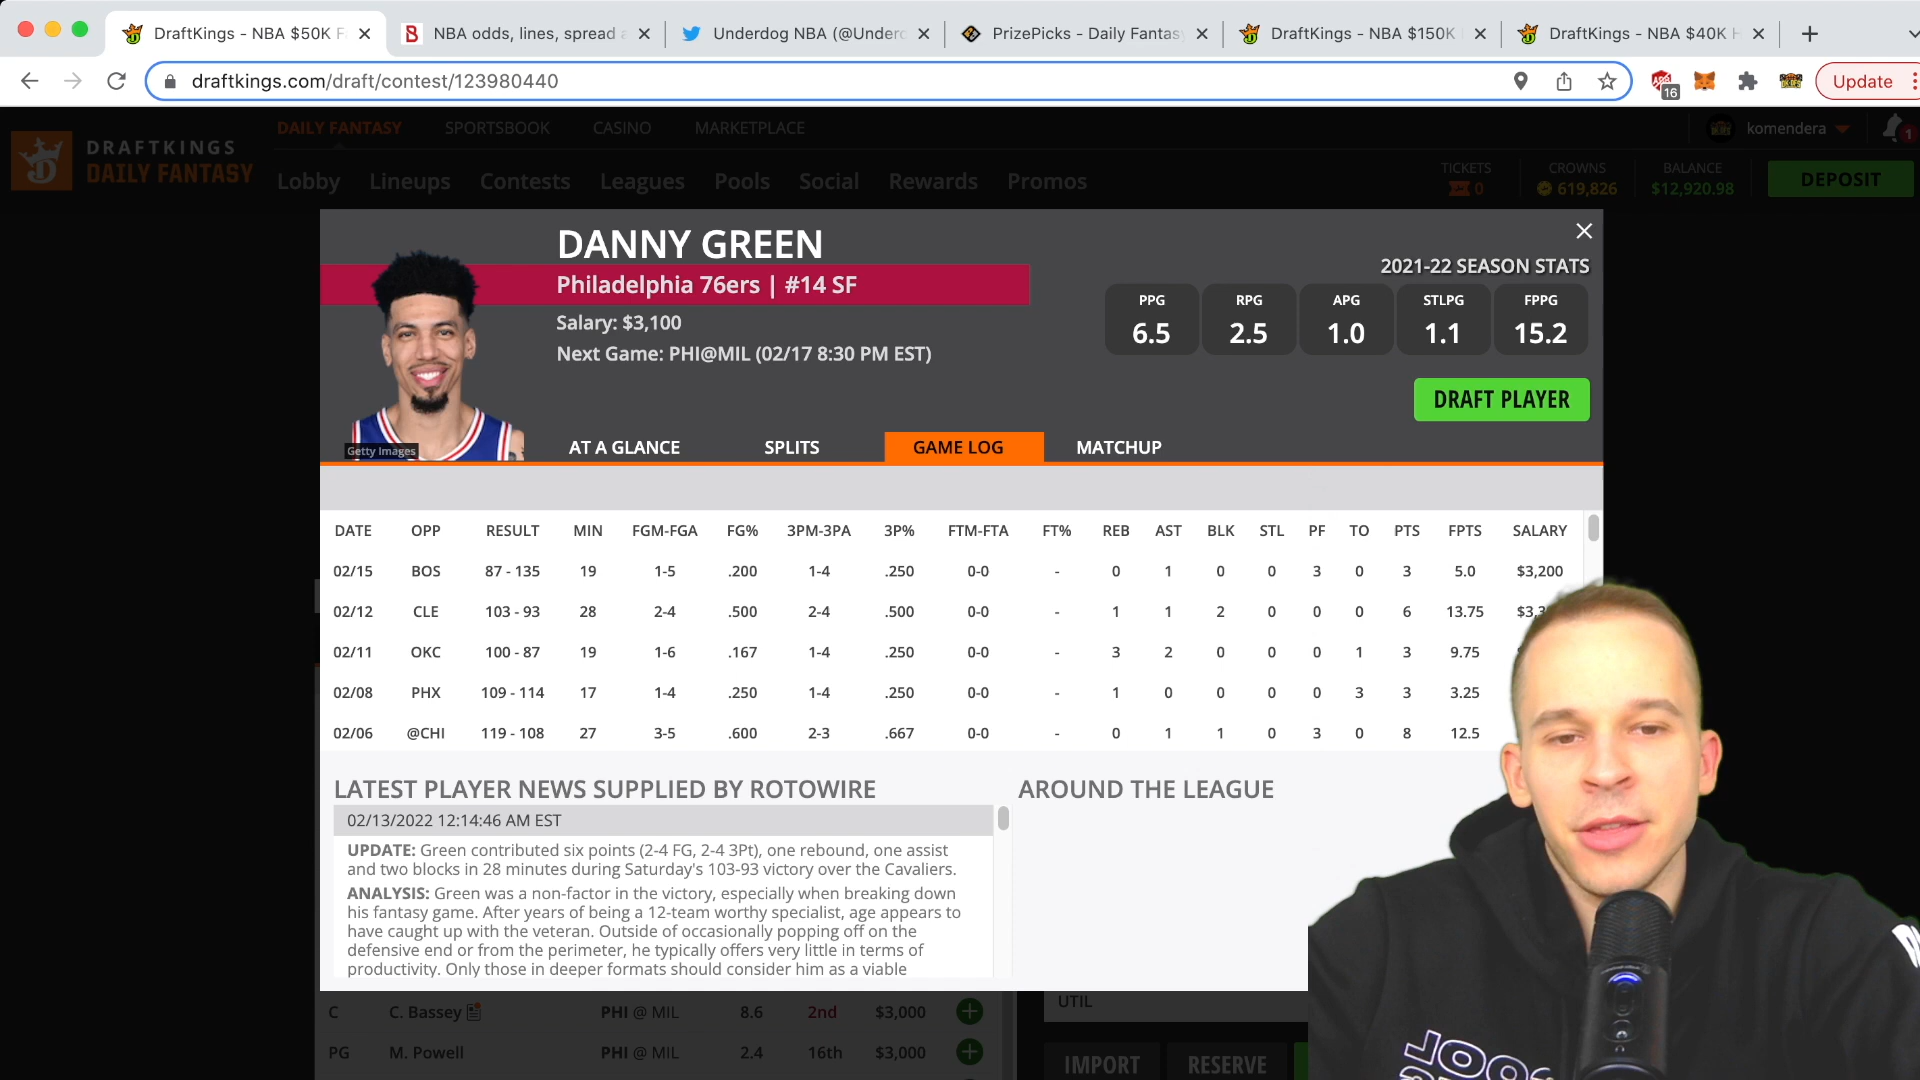 DraftKings - NBA $50K F
NBA odds, lines, spread a
Underdog NBA (@Underd
PrizePicks - Daily Fantasy
DraftKings - NBA $150K
DraftKings - NBA $40K H
draftkings.com/draft/contest/123980440
16
Update
DRAFTKINGS
DAILY FANTASY
DAILY FANTASY SPORTSBOOK CASINO MARKETPLACE
komendera
1
Lobby Lineups Contests Leagues Pools Social Rewards Promos
TICKETS CROWNS BALANCE
0 619,826 $12,920.98
DEPOSIT
DANNY GREEN
Philadelphia 76ers | #14 SF
Salary: $3,100
Next Game: PHI@MIL (02/17 8:30 PM EST)
Getty Images
2021-22 SEASON STATS
PPG RPG APG STLPG FPPG
6.5 2.5 1.0 1.1 15.2
DRAFT PLAYER
AT A GLANCE SPLITS GAME LOG MATCHUP
DATE OPP RESULT MIN FGM-FGA FG% 3PM-3PA 3P% FTM-FTA FT% REB AST BLK STL PF TO PTS FPTS SALARY
02/15 BOS 87 - 135 19 1-5 .200 1-4 .250 0-0 - 0 1 0 0 3 0 3 5.0 $3,200
02/12 CLE 103 - 93 28 2-4 .500 2-4 .500 0-0 - 1 1 2 0 0 0 6 13.75
02/11 OKC 100 - 87 19 1-6 .167 1-4 .250 0-0 - 3 2 0 0 0 1 3 9.75
02/08 PHX 109 - 114 17 1-4 .250 1-4 .250 0-0 - 1 0 0 0 0 3 3 3.25
02/06 @CHI 119 - 108 27 3-5 .600 2-3 .667 0-0 - 0 1 1 0 3 0 8 12.5
LATEST PLAYER NEWS SUPPLIED BY ROTOWIRE
02/13/2022 12:14:46 AM EST
UPDATE: Green contributed six points (2-4 FG, 2-4 3Pt), one rebound, one assist
and two blocks in 28 minutes during Saturday's 103-93 victory over the Cavaliers.
ANALYSIS: Green was a non-factor in the victory, especially when breaking down
his fantasy game. After years of being a 12-team worthy specialist, age appears to
have caught up with the veteran. Outside of occasionally popping off on the
defensive end or from the perimeter, he typically offers very little in terms of
productivity. Only those in deeper formats should consider him as a viable
AROUND THE LEAGUE
C C. Bassey PHI @ MIL 8.6 2nd $3,000
PG M. Powell PHI @ MIL 2.4 16th $3,000
UTIL
IMPORT RESERVE